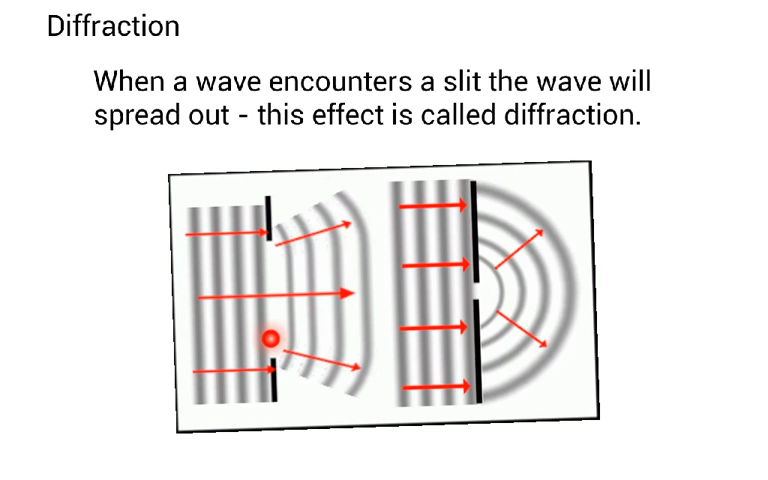 Diffraction
When a wave encounters a slit the wave will
spread out - this effect is called diffraction.